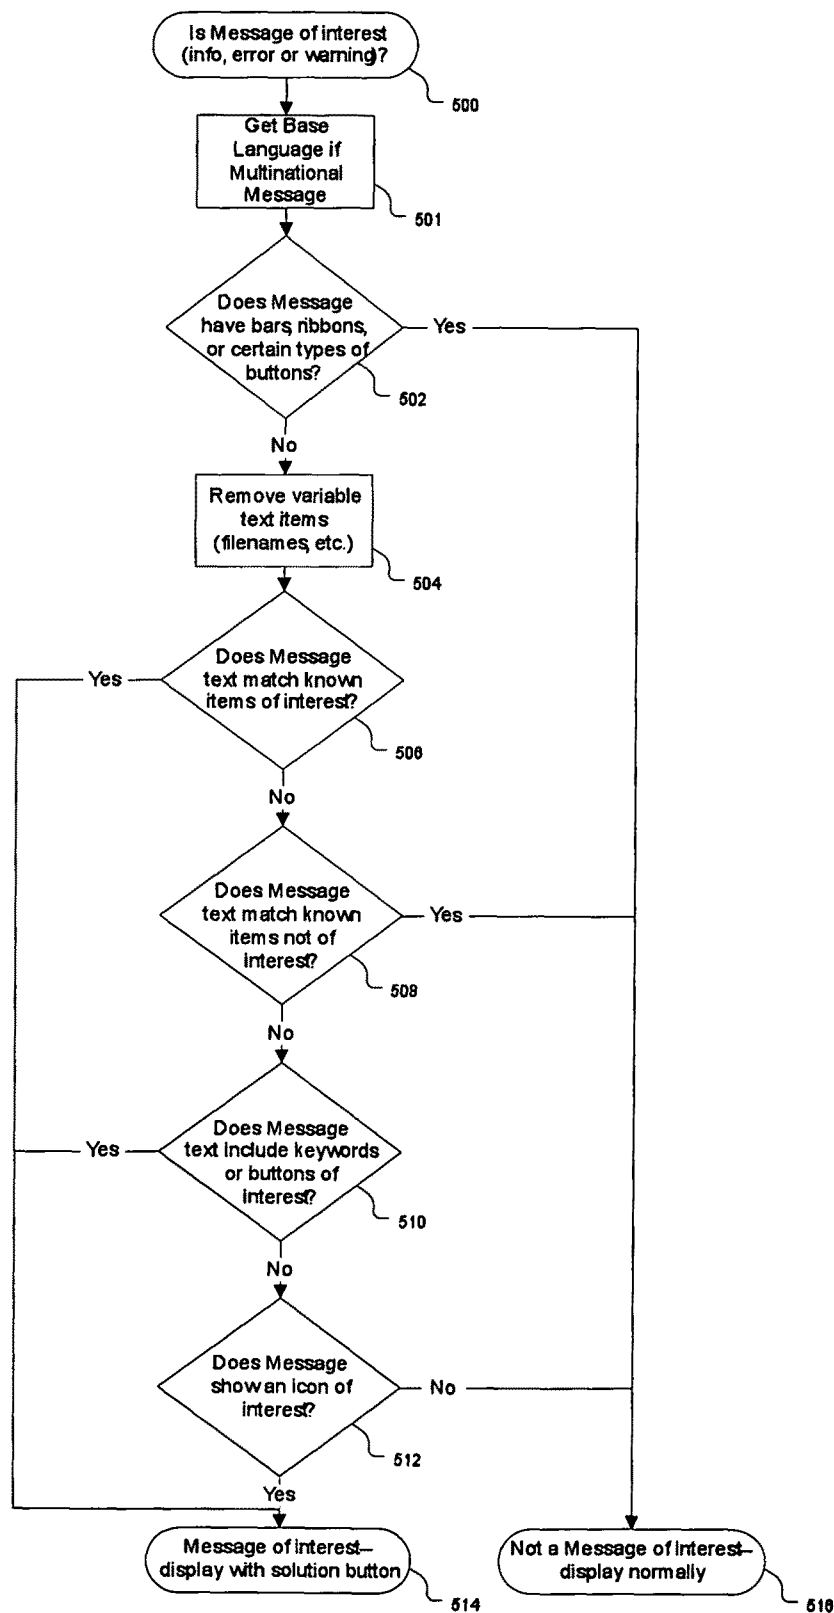 Is Message of interest
(info, error or warning)?
500
Get Base
Language if
Multinational
Message
501
Does Message
have bars, ribbons,
or certain types of
buttons?
Yes
502
No
Remove variable
text items
(filenames, etc.)
504
Does Message
text match known
items of interest?
Yes
506
No
Does Message
text match known
items not of
interest?
Yes
508
No
Does Message
text include keywords
or buttons of
interest?
Yes
510
No
Does Message
show an icon of
interest?
No
512
Yes
Message of interest–
display with solution button
514
Not a Message of Interest–
display normally
516